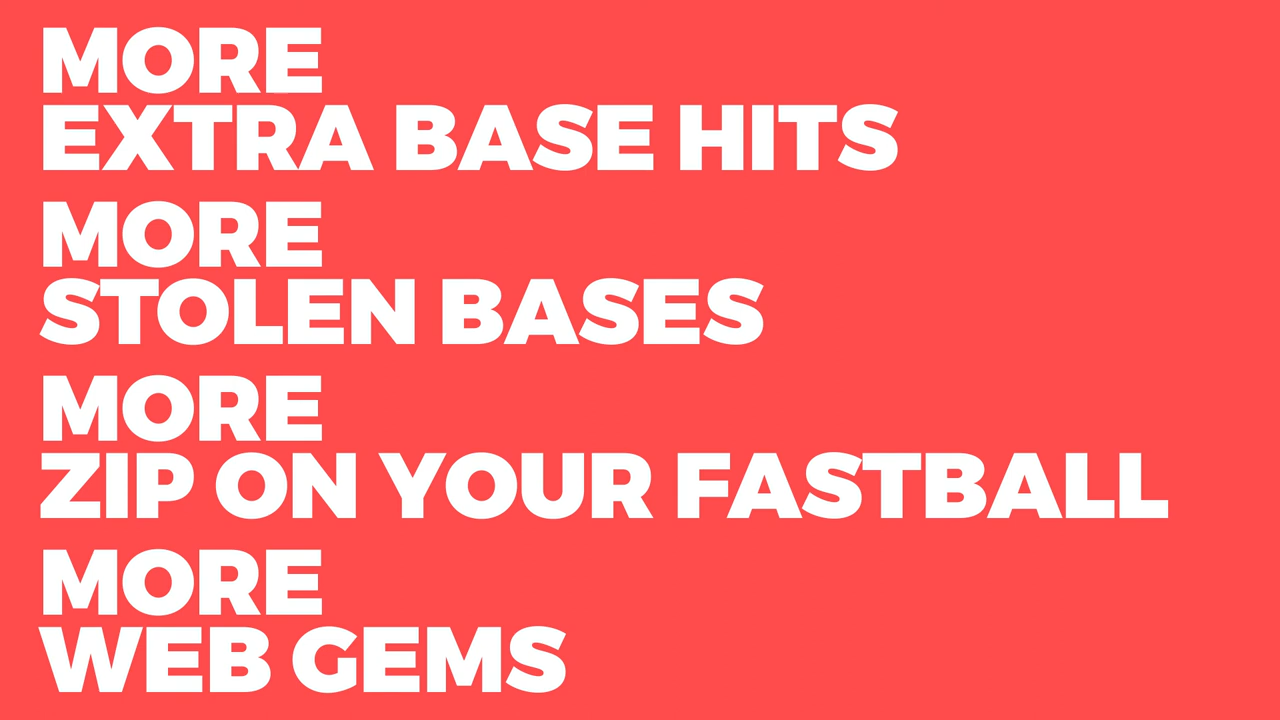 MORE
EXTRA BASE HITS
MORE
STOLEN BASES
MORE
ZIP ON YOUR FASTBALL
MORE
WEB GEMS